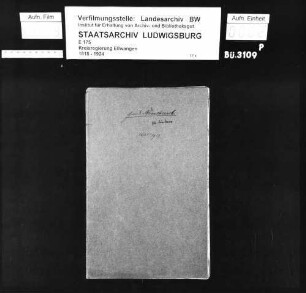 Aufn. Film
Verfilmungsstelle: Landesarchiv BW
Institut für Erhaltung von Archiv- und Bibliotheksgut
STAATSARCHIV LUDWIGSBURG
E 175
Kreisregierung Ellwangen
1818 - 1924
Aufn. Einheit
P
Bü. 3109